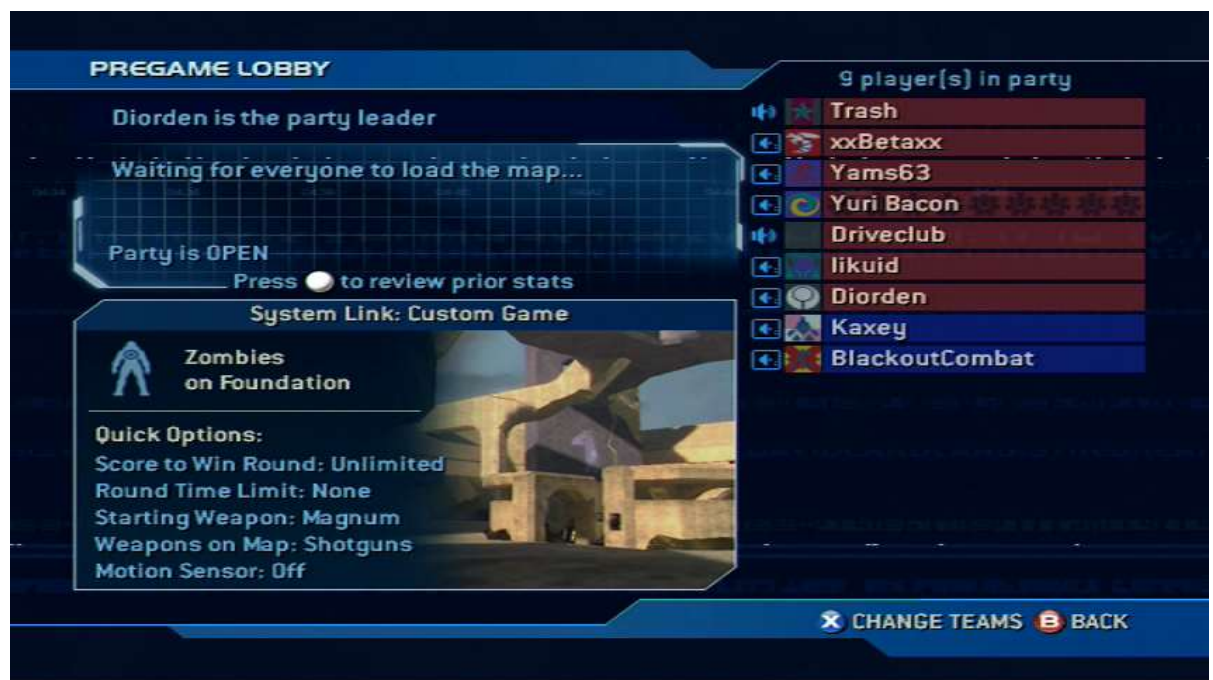 PREGAME LOBBY
Diorden is the party leader
Waiting for everyone to load the map...
Party is OPEN
Press to review prior stats
System Link: Custom Game
Zombies
on Foundation
Quick Options:
Score to Win Round: Unlimited
Round Time Limit: None
Starting Weapon: Magnum
Weapons on Map: Shotguns
Motion Sensor: Off
9 player(s) in party
Trash
xxBetaxx
Yams63
Yuri Bacon
Driveclub
likuid
Diorden
Kaxey
BlackoutCombat
X CHANGE TEAMS B BACK